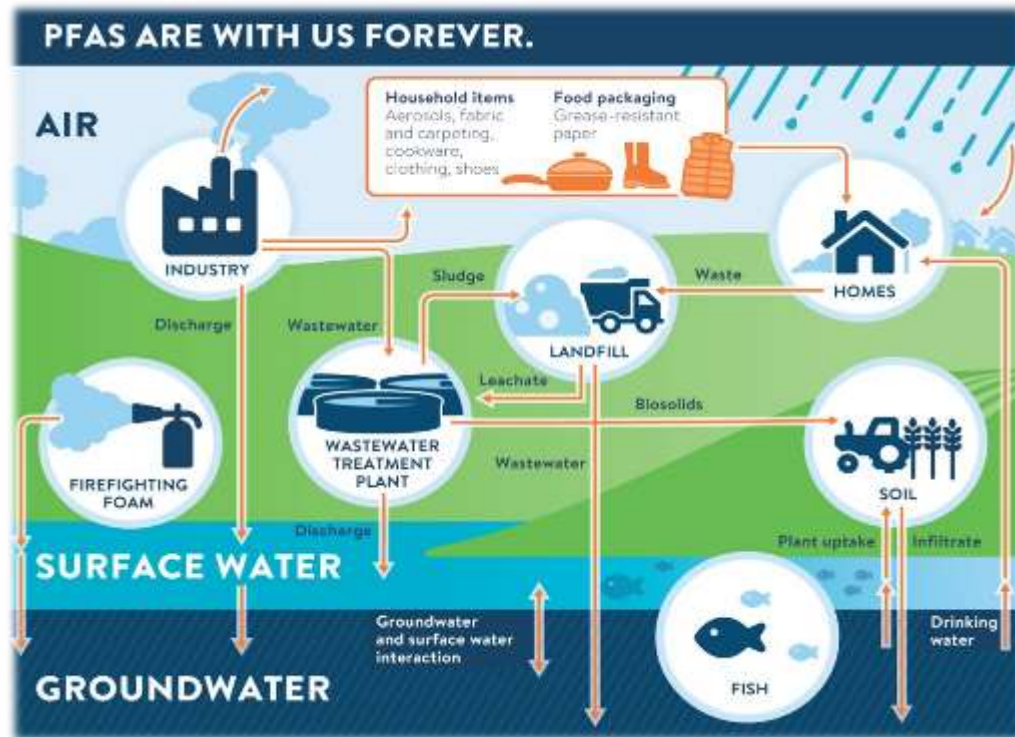 PFAS ARE WITH US FOREVER.
AIR
Household items
Aerosols, fabric
and carpeting,
cookware,
clothing, shoes
Food packaging
Grease-resistant
paper
INDUSTRY
HOMES
Sludge
Waste
Discharge
Wastewater
LANDFILL
Leachate
Biosolids
WASTEWATER
TREATMENT
PLANT
Wastewater
FIREFIGHTING
FOAM
SOIL
Discharge
Plant uptake
Infiltrate
SURFACE WATER
Groundwater
and surface water
interaction
Drinking
water
FISH
GROUNDWATER